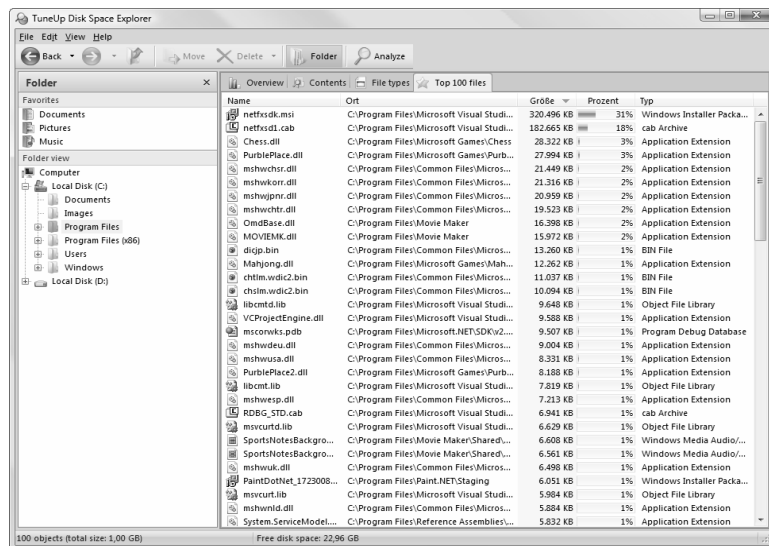 TuneUp Disk Space Explorer
File Edit View Help
Back Move Delete Folder Analyze
Folder
Favorites
Documents
Pictures
Music
Folder view
Computer
Local Disk (C:)
Documents
Images
Program Files
Program Files (x86)
Users
Windows
Local Disk (D:)
Overview Contents File types Top 100 files
Name Ort Größe Prozent Typ
netfxsdk.msi C:\Program Files\Microsoft Visual Studi... 320.496 KB 31% Windows Installer Packa...
netfxsd1.cab C:\Program Files\Microsoft Visual Studi... 182.665 KB 18% cab Archive
Chess.dll C:\Program Files\Microsoft Games\Chess 28.322 KB 3% Application Extension
PurblePlace.dll C:\Program Files\Microsoft Games\Purb... 27.994 KB 3% Application Extension
mshwchsr.dll C:\Program Files\Common Files\Micros... 21.449 KB 2% Application Extension
mshwkorr.dll C:\Program Files\Common Files\Micros... 21.316 KB 2% Application Extension
mshwjpnr.dll C:\Program Files\Common Files\Micros... 20.959 KB 2% Application Extension
mshwchtr.dll C:\Program Files\Common Files\Micros... 19.523 KB 2% Application Extension
OmdBase.dll C:\Program Files\Movie Maker 16.398 KB 2% Application Extension
MOVIEMK.dll C:\Program Files\Movie Maker 15.972 KB 2% Application Extension
dicjp.bin C:\Program Files\Common Files\Micros... 13.260 KB 1% BIN File
Mahjong.dll C:\Program Files\Microsoft Games\Mah... 12.262 KB 1% Application Extension
chtlm.wdic2.bin C:\Program Files\Common Files\Micros... 11.037 KB 1% BIN File
chslm.wdic2.bin C:\Program Files\Common Files\Micros... 10.094 KB 1% BIN File
libcmtd.lib C:\Program Files\Microsoft Visual Studi... 9.648 KB 1% Object File Library
VCProjectEngine.dll C:\Program Files\Microsoft Visual Studi... 9.588 KB 1% Application Extension
mscorwks.pdb C:\Program Files\Microsoft.NET\SDK\v2.... 9.507 KB 1% Program Debug Database
mshwdeu.dll C:\Program Files\Common Files\Micros... 9.004 KB 1% Application Extension
mshwusa.dll C:\Program Files\Common Files\Micros... 8.331 KB 1% Application Extension
PurblePlace2.dll C:\Program Files\Microsoft Games\Purb... 8.188 KB 1% Application Extension
libcmt.lib C:\Program Files\Microsoft Visual Studi... 7.819 KB 1% Object File Library
mshwesp.dll C:\Program Files\Common Files\Micros... 7.213 KB 1% Application Extension
RDBG_STD.cab C:\Program Files\Microsoft Visual Studi... 6.941 KB 1% cab Archive
msvcurtd.lib C:\Program Files\Microsoft Visual Studi... 6.629 KB 1% Object File Library
SportsNotesBackgro... C:\Program Files\Movie Maker\Shared\... 6.608 KB 1% Windows Media Audio/...
SportsNotesBackgro... C:\Program Files\Movie Maker\Shared\... 6.561 KB 1% Windows Media Audio/...
mshwuk.dll C:\Program Files\Common Files\Micros... 6.498 KB 1% Application Extension
PaintDotNet_1723008... C:\Program Files\Paint.NET\Staging 6.051 KB 1% Windows Installer Packa...
msvcurt.lib C:\Program Files\Microsoft Visual Studi... 5.984 KB 1% Object File Library
mshwnld.dll C:\Program Files\Common Files\Micros... 5.884 KB 1% Application Extension
System.ServiceModel.... C:\Program Files\Reference Assemblies\... 5.832 KB 1% Application Extension
100 objects (total size: 1,00 GB) Free disk space: 22,96 GB